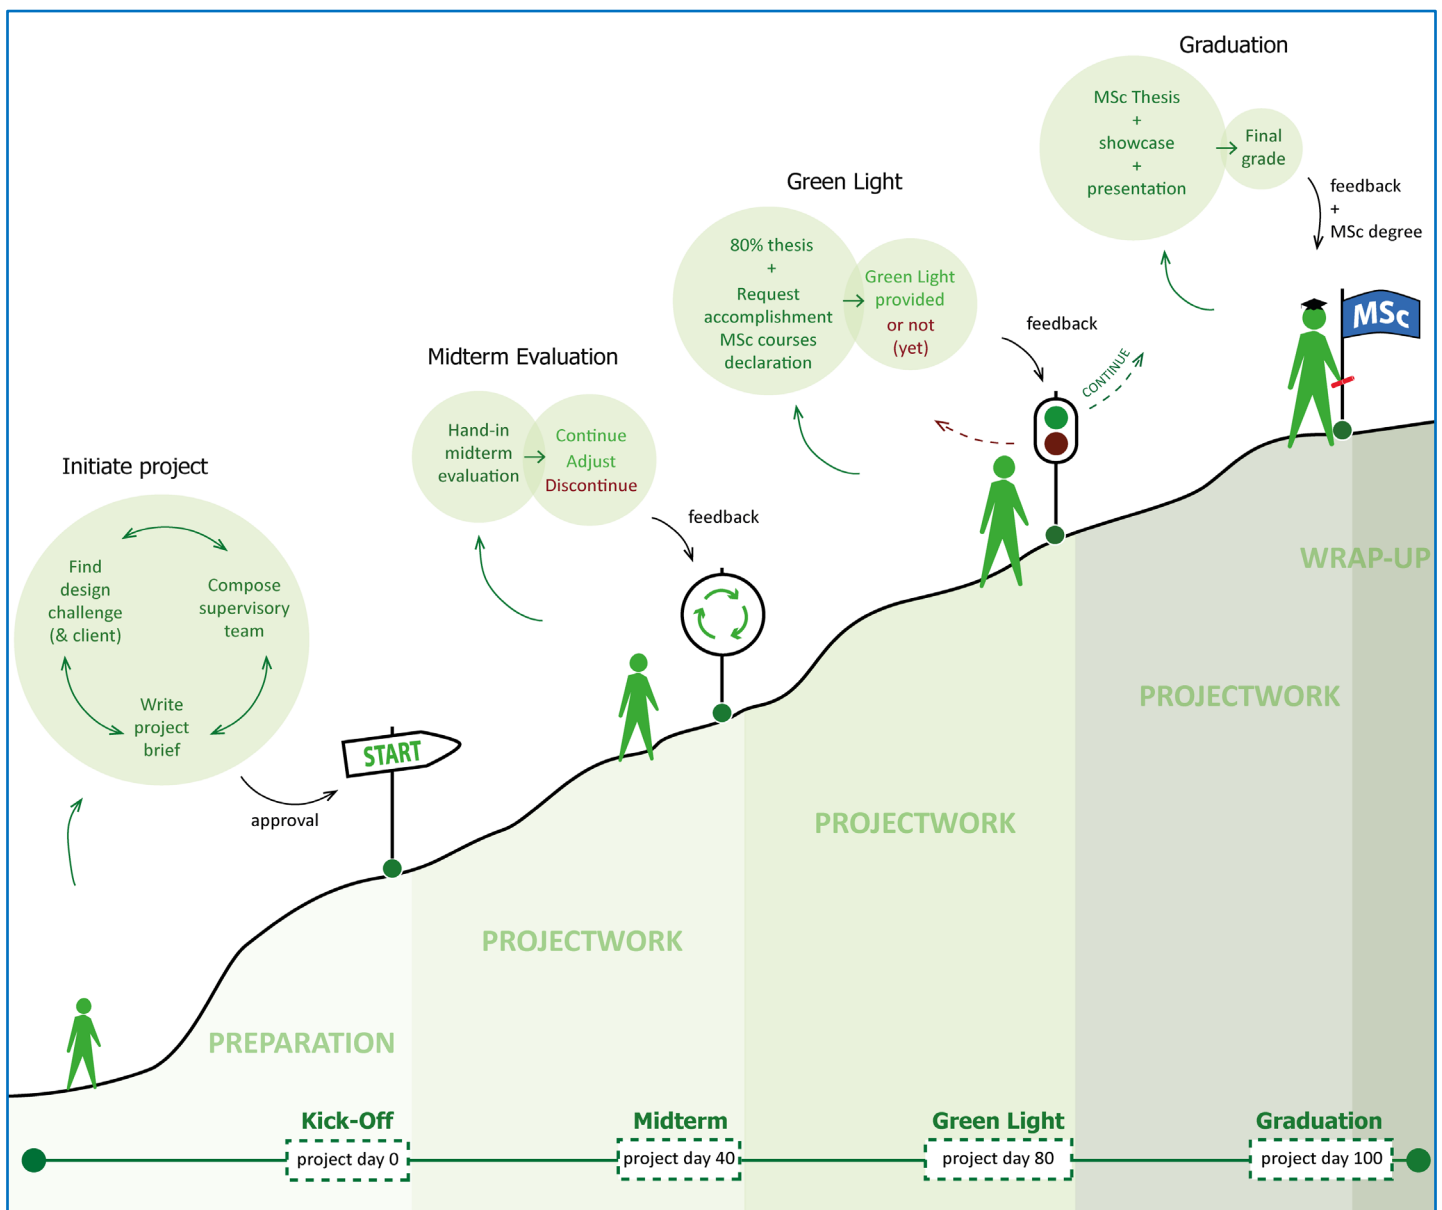 Graduation
MSc Thesis
+
showcase
+
presentation
Final
grade
feedback
+
MSc degree
MSc
Green Light
80% thesis
+
Request
accomplishment
MSc courses
declaration
Green Light
provided
or not
(yet)
feedback
CONTINUE
Midterm Evaluation
Hand-in
midterm
evaluation
Continue
Adjust
Discontinue
feedback
Initiate project
Find
design
challenge
(& client)
Compose
supervisory
team
Write
project
brief
approval
START
WRAP-UP
PROJECTWORK
PROJECTWORK
PROJECTWORK
PREPARATION
Kick-Off
project day 0
Midterm
project day 40
Green Light
project day 80
Graduation
project day 100